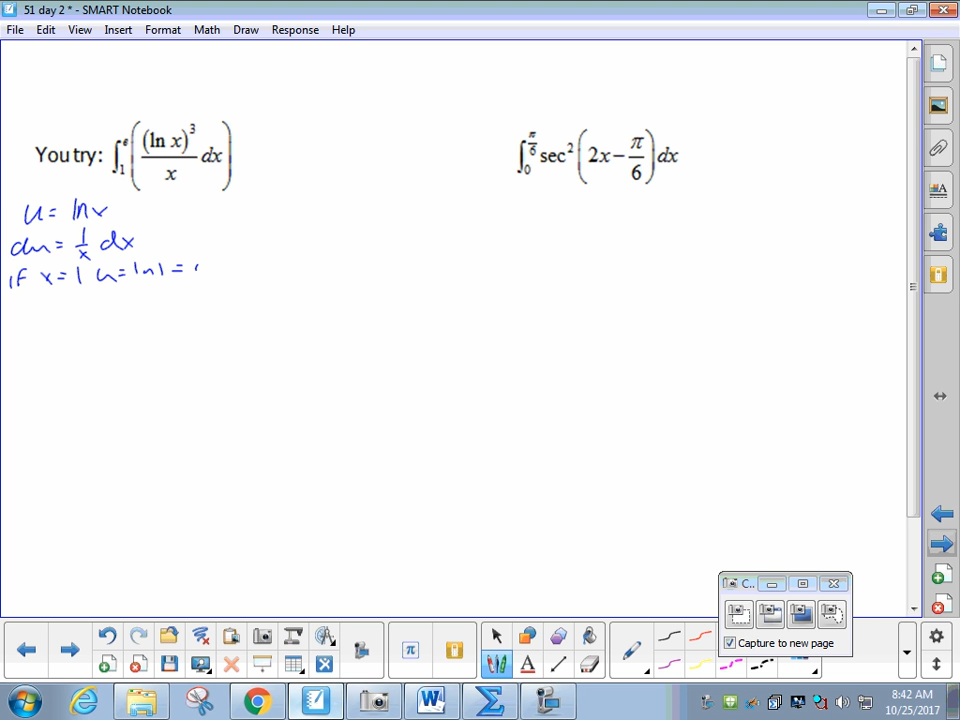 51 day 2 * - SMART Notebook
File Edit View Insert Format Math Draw Response Help
You try: ∫₁ᵉ ( (ln x)³ / x dx )
∫₀^(π/6) sec² ( 2x − π/6 ) dx
u = ln x
du = 1/x dx
if x = 1 u = ln 1 =
C..
Capture to new page
8:42 AM
10/25/2017